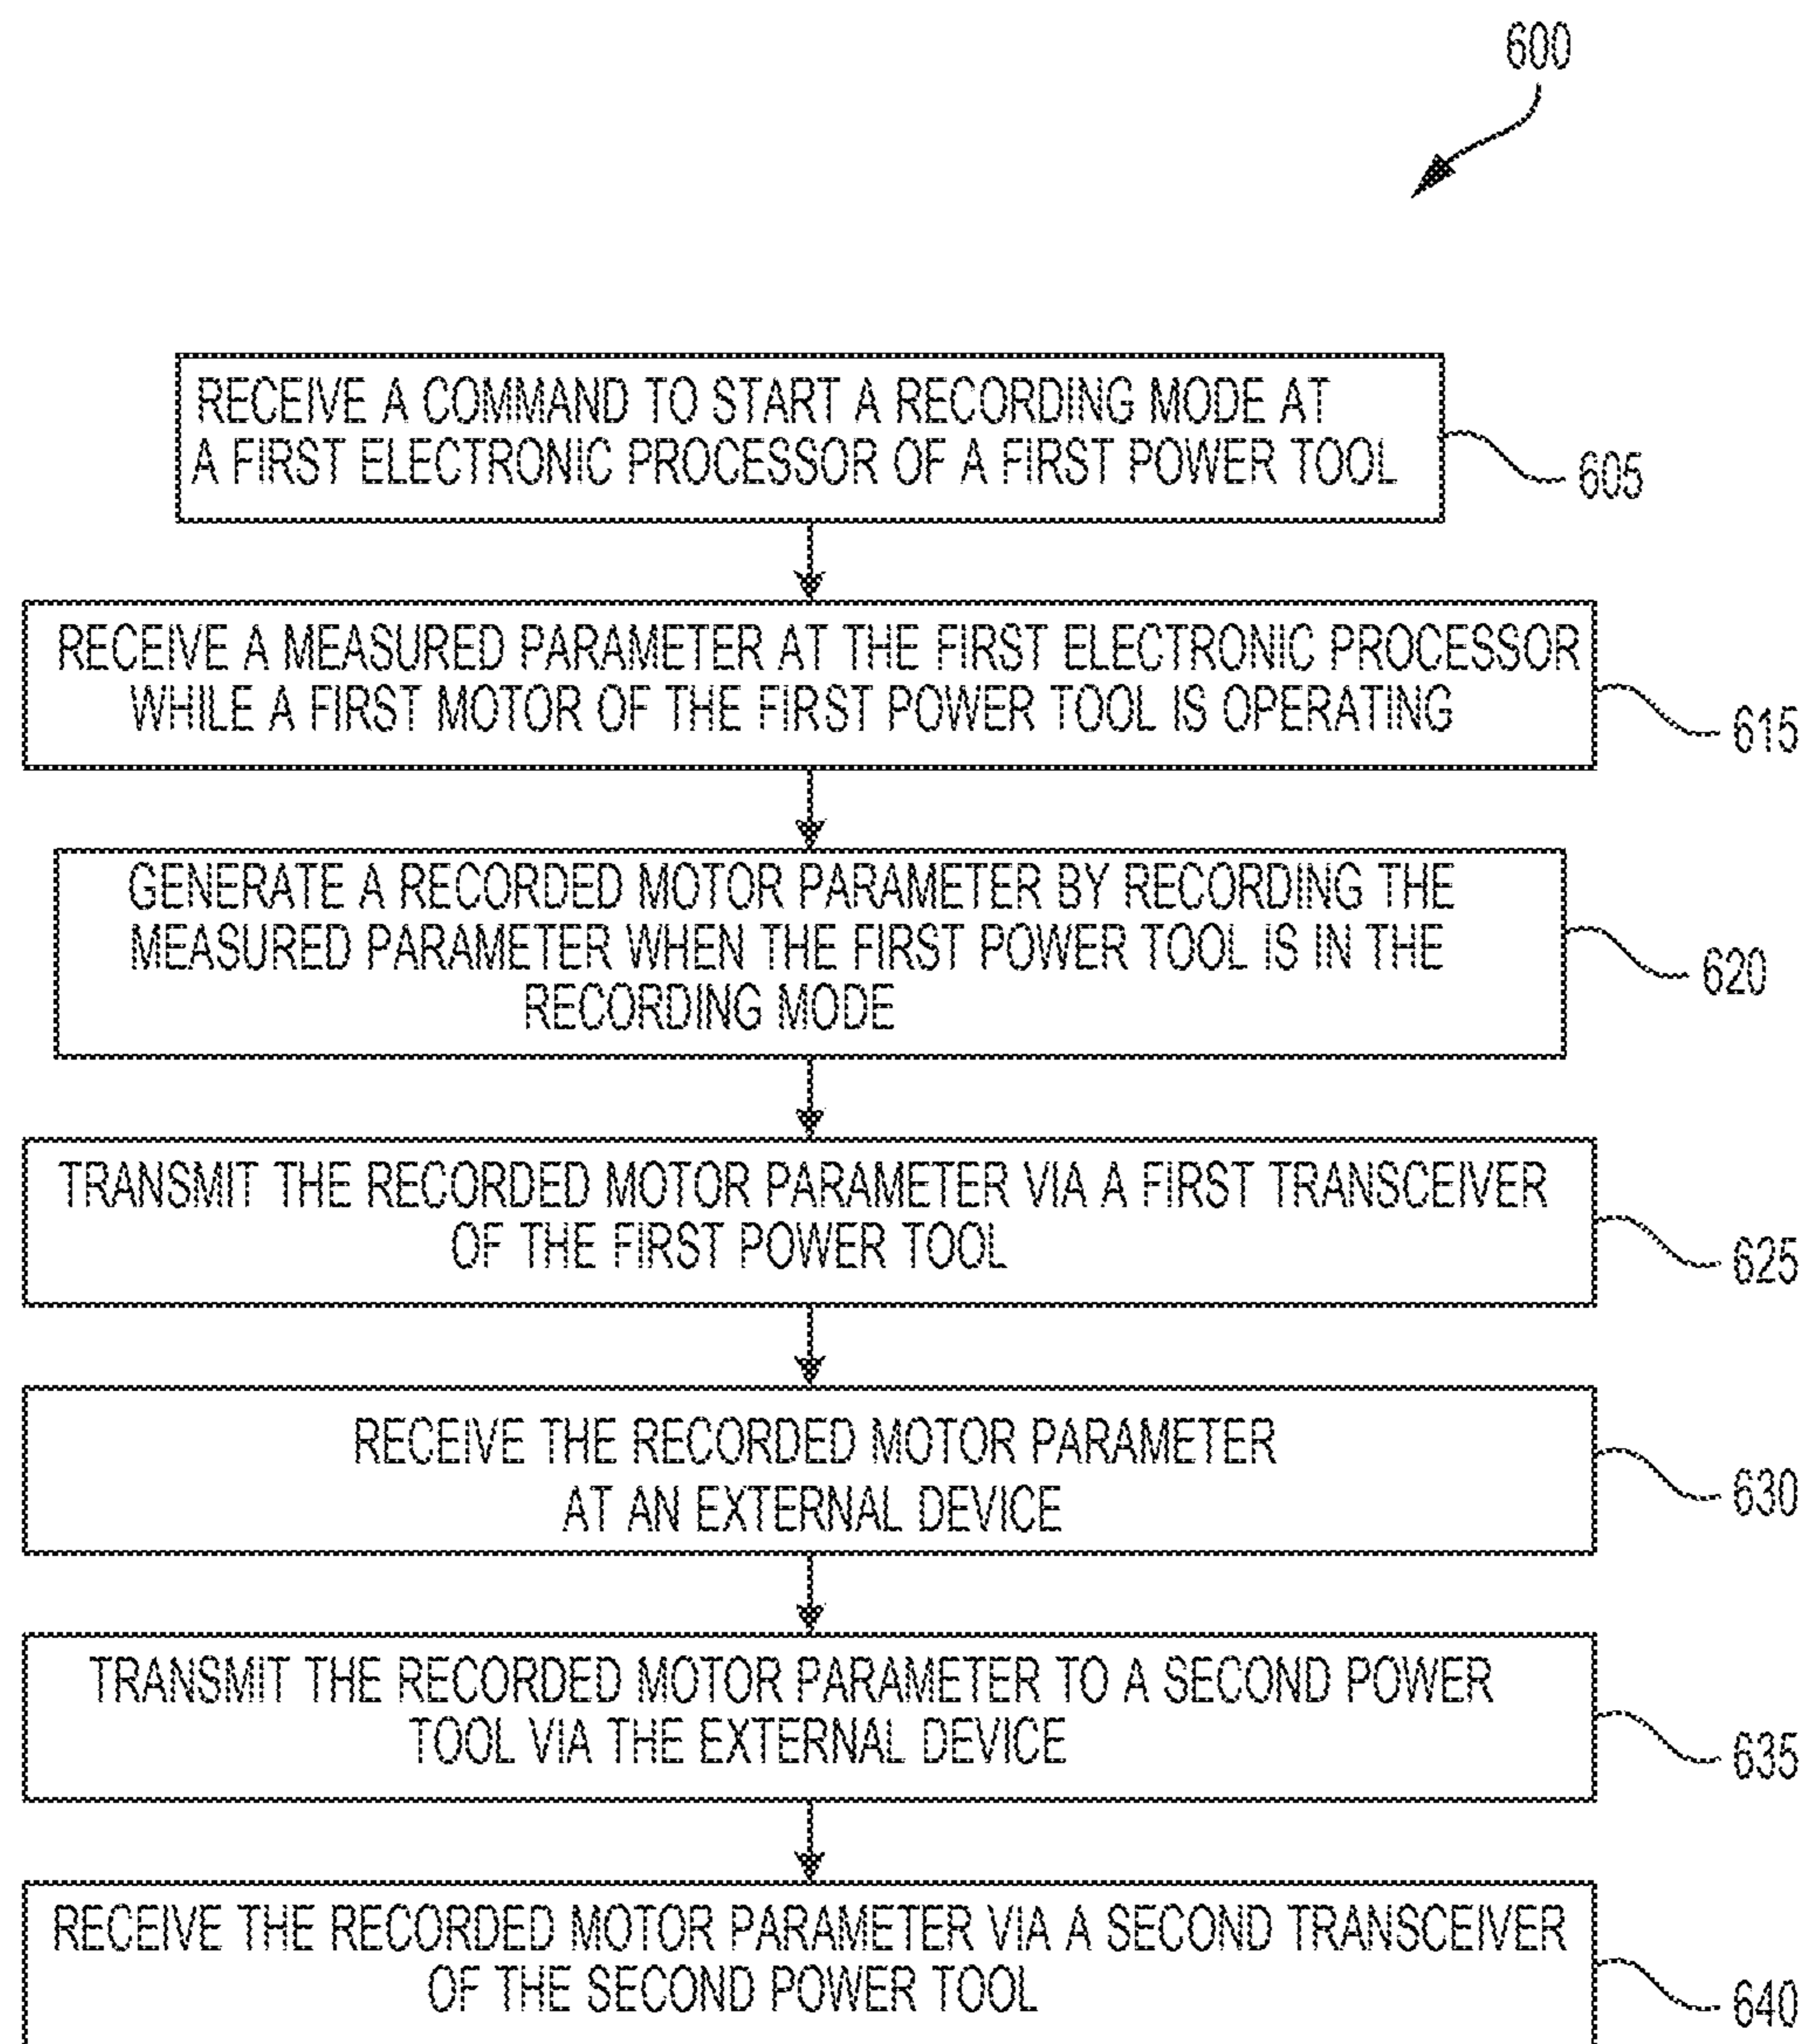 600
RECEIVE A COMMAND TO START A RECORDING MODE AT
A FIRST ELECTRONIC PROCESSOR OF A FIRST POWER TOOL
605
RECEIVE A MEASURED PARAMETER AT THE FIRST ELECTRONIC PROCESSOR
WHILE A FIRST MOTOR OF THE FIRST POWER TOOL IS OPERATING
615
GENERATE A RECORDED MOTOR PARAMETER BY RECORDING THE
MEASURED PARAMETER WHEN THE FIRST POWER TOOL IS IN THE
RECORDING MODE
620
TRANSMIT THE RECORDED MOTOR PARAMETER VIA A FIRST TRANSCEIVER
OF THE FIRST POWER TOOL
625
RECEIVE THE RECORDED MOTOR PARAMETER
AT AN EXTERNAL DEVICE
630
TRANSMIT THE RECORDED MOTOR PARAMETER TO A SECOND POWER
TOOL VIA THE EXTERNAL DEVICE
635
RECEIVE THE RECORDED MOTOR PARAMETER VIA A SECOND TRANSCEIVER
OF THE SECOND POWER TOOL
640